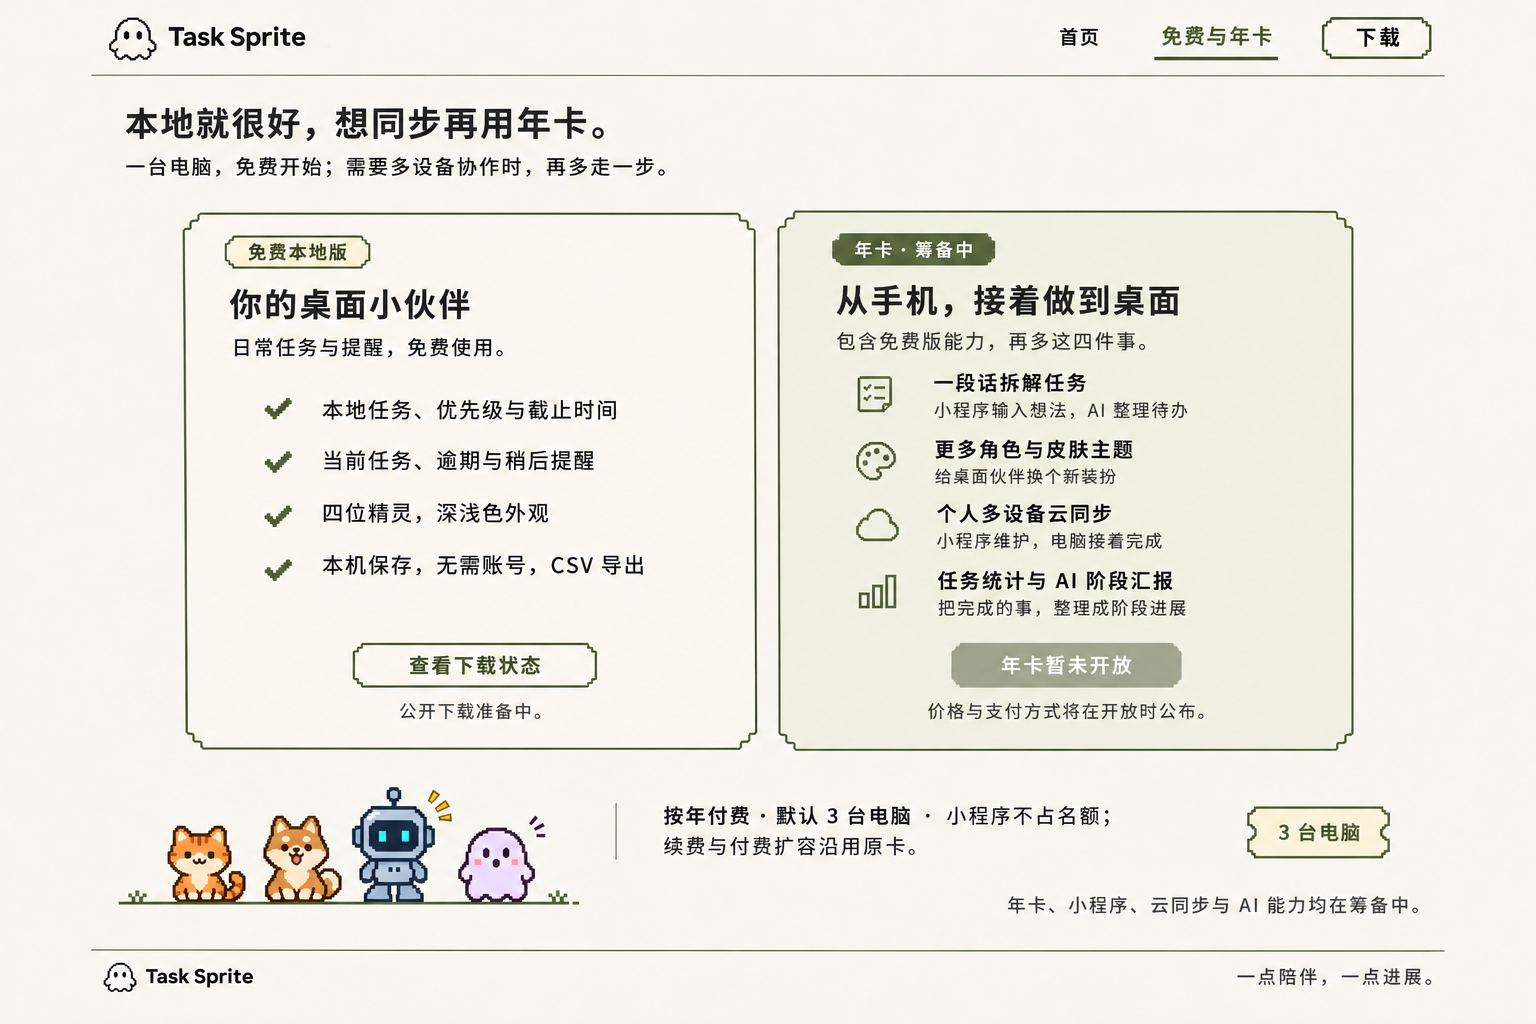 Task Sprite
首页
免费与年卡
下载
本地就很好，想同步再用年卡。
一台电脑，免费开始；需要多设备协作时，再多走一步。
免费本地版
你的桌面小伙伴
日常任务与提醒，免费使用。
本地任务、优先级与截止时间
当前任务、逾期与稍后提醒
四位精灵，深浅色外观
本机保存，无需账号，CSV 导出
查看下载状态
公开下载准备中。
年卡 · 筹备中
从手机，接着做到桌面
包含免费版能力，再多这四件事。
一段话拆解任务
小程序输入想法，AI 整理待办
更多角色与皮肤主题
给桌面伙伴换个新装扮
个人多设备云同步
小程序维护，电脑接着完成
任务统计与 AI 阶段汇报
把完成的事，整理成阶段进展
年卡暂未开放
价格与支付方式将在开放时公布。
按年付费 · 默认 3 台电脑 · 小程序不占名额；
续费与付费扩容沿用原卡。
3 台电脑
年卡、小程序、云同步与 AI 能力均在筹备中。
Task Sprite
一点陪伴，一点进展。